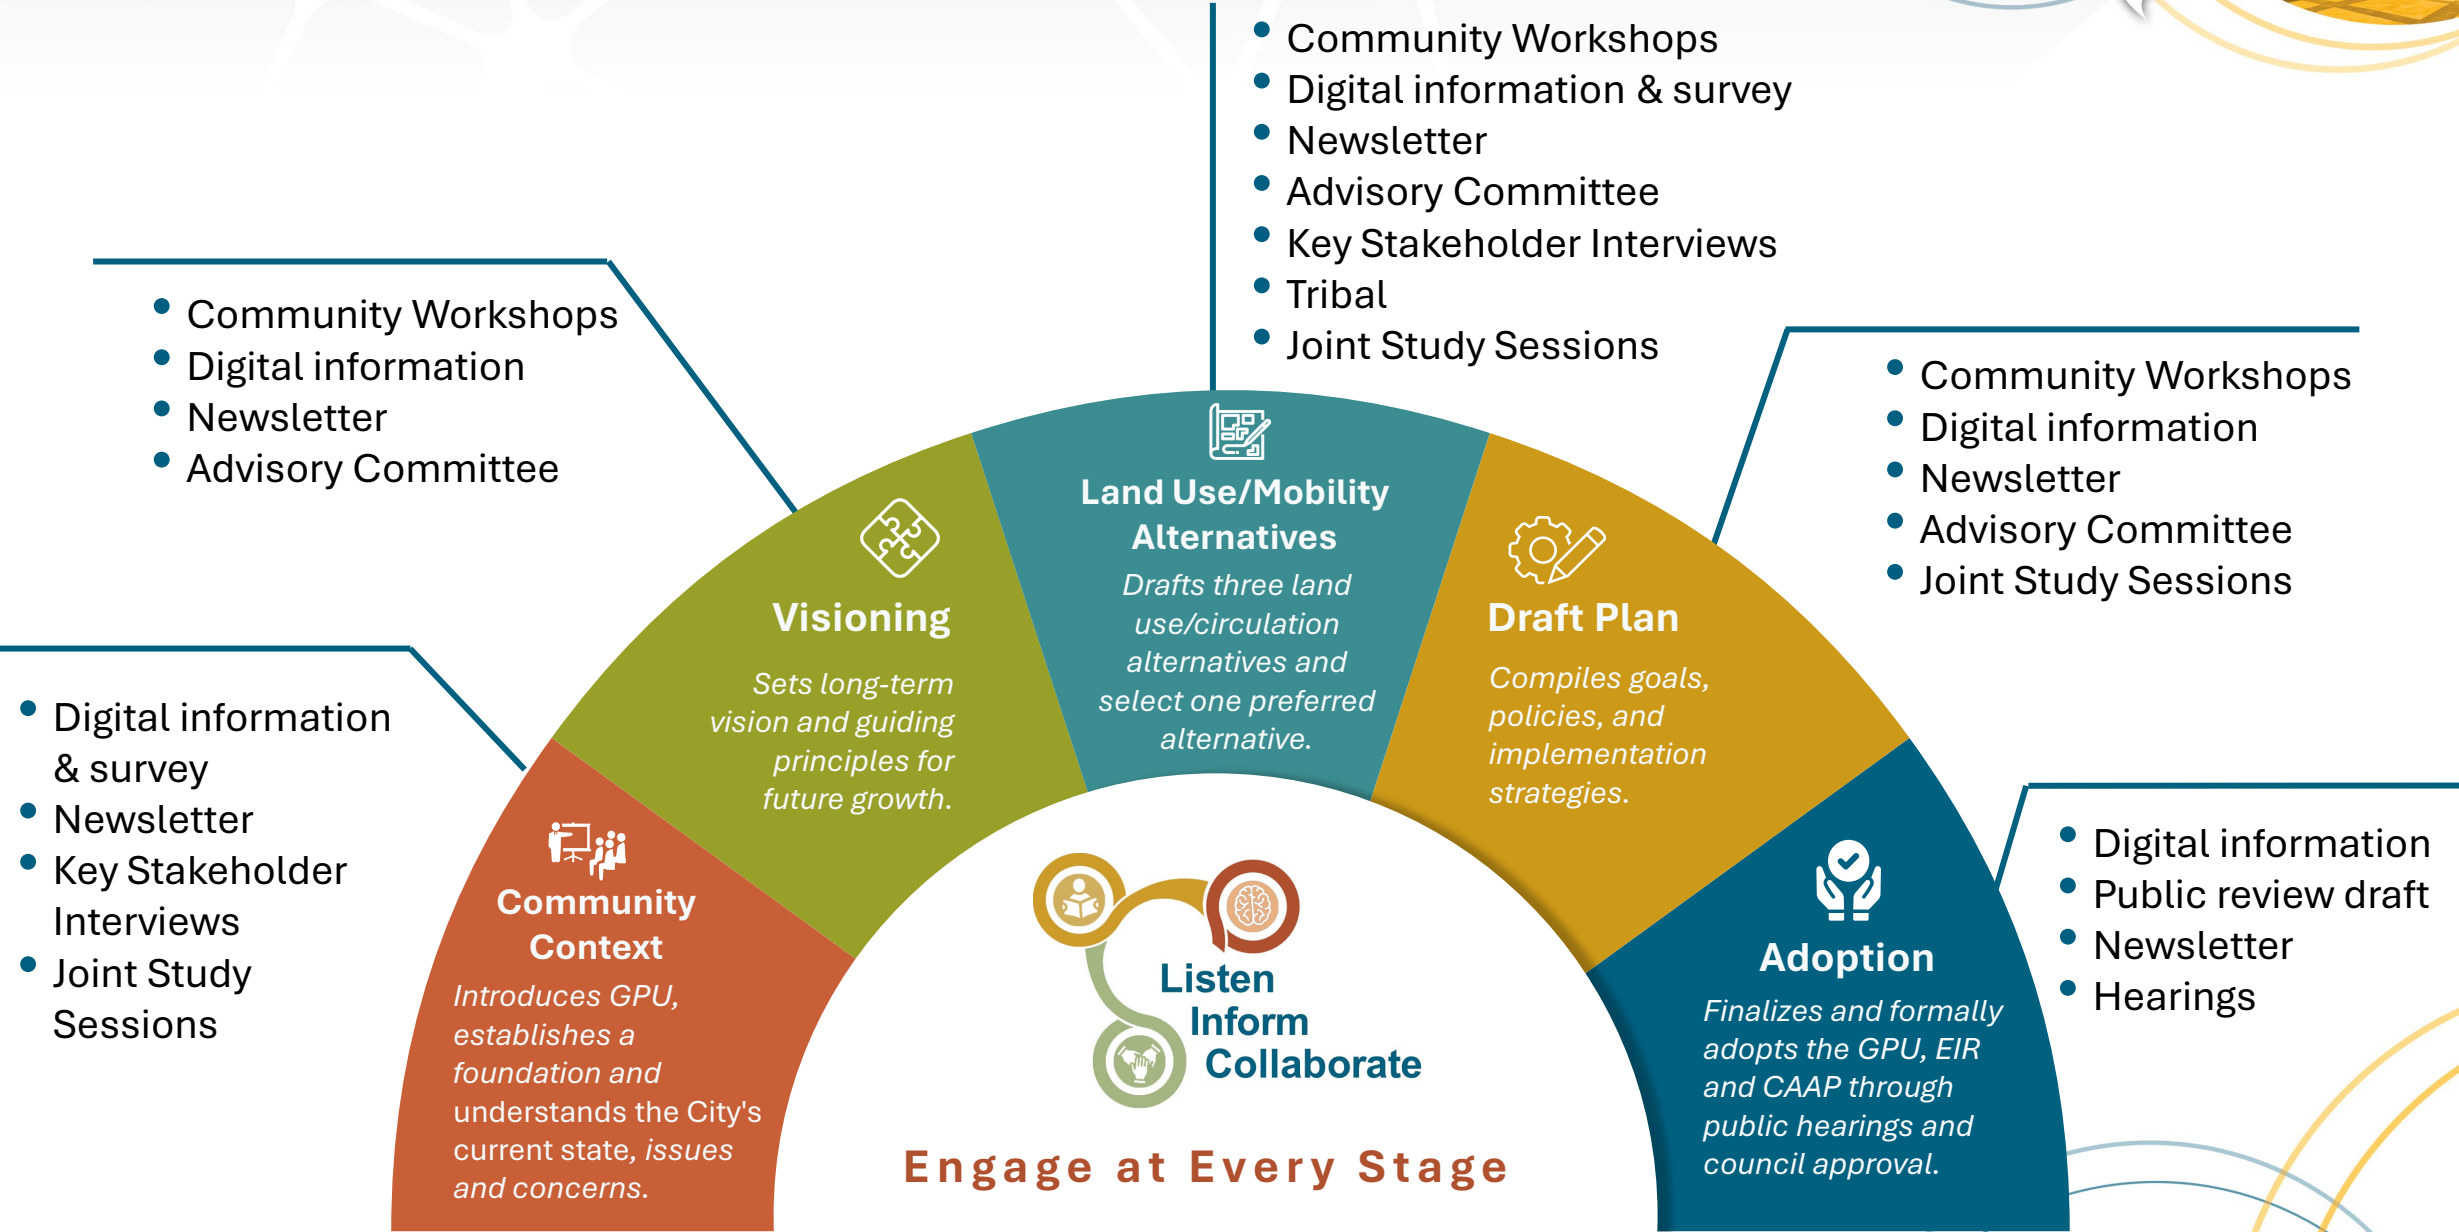 Community Workshops
Digital information & survey
Newsletter
Advisory Committee
Key Stakeholder Interviews
Tribal
Joint Study Sessions
Community Workshops
Digital information
Newsletter
Advisory Committee
Community Workshops
Digital information
Newsletter
Advisory Committee
Joint Study Sessions
Digital information
& survey
Newsletter
Key Stakeholder
Interviews
Joint Study
Sessions
Digital information
Public review draft
Newsletter
Hearings
Community
Context
Introduces GPU,
establishes a
foundation and
understands the City's
current state, issues
and concerns.
Visioning
Sets long-term
vision and guiding
principles for
future growth.
Land Use/Mobility
Alternatives
Drafts three land
use/circulation
alternatives and
select one preferred
alternative.
Draft Plan
Compiles goals,
policies, and
implementation
strategies.
Adoption
Finalizes and formally
adopts the GPU, EIR
and CAAP through
public hearings and
council approval.
Listen
Inform
Collaborate
Engage at Every Stage